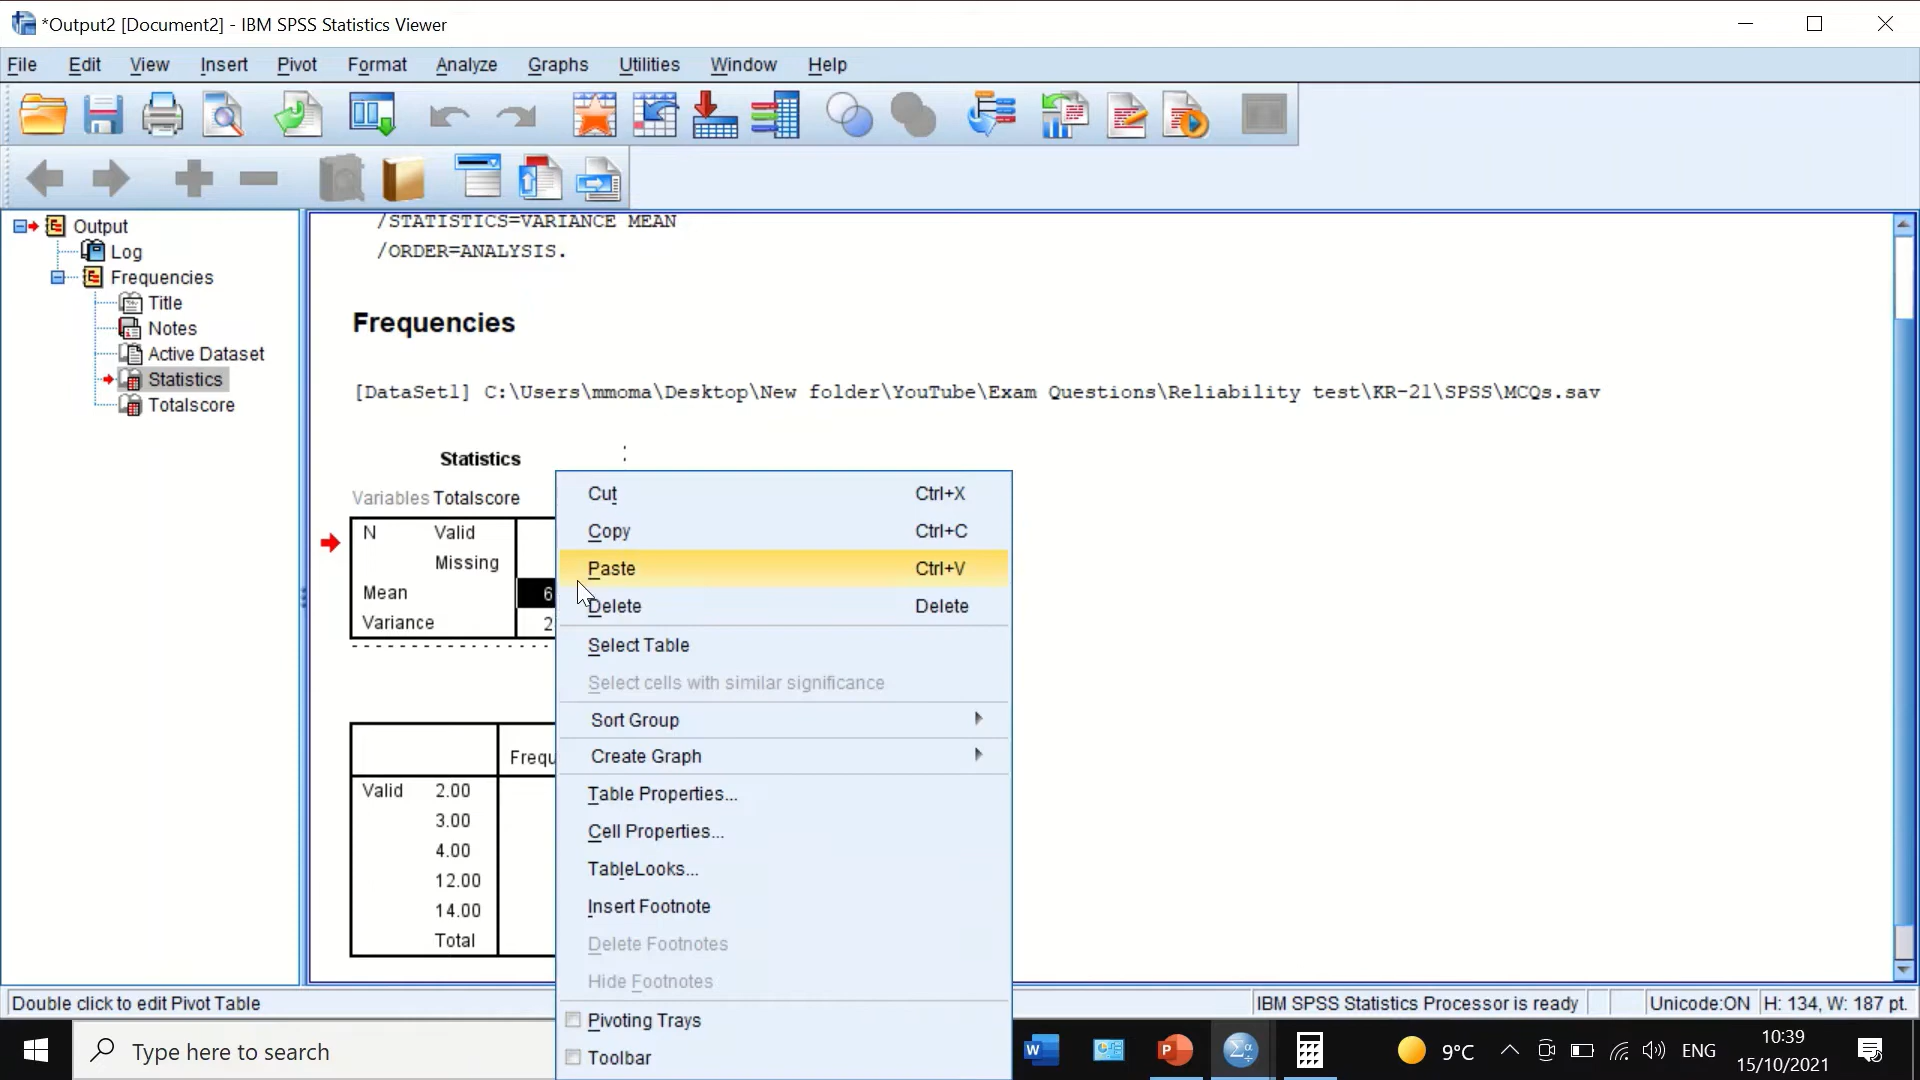 *Output2 [Document2] - IBM SPSS Statistics Viewer
File Edit View Insert Pivot Format Analyze Graphs Utilities Window Help
Output
Log
Frequencies
Title
Notes
Active Dataset
Statistics
Totalscore
/STATISTICS=VARIANCE MEAN
/ORDER=ANALYSIS.
Frequencies
[DataSet1] C:\Users\mmoma\Desktop\New folder\YouTube\Exam Questions\Reliability test\KR-21\SPSS\MCQs.sav
Statistics
Variables Totalscore
N Valid
Missing
Mean 6
Variance 2
Frequ
Valid 2.00
3.00
4.00
12.00
14.00
Total
Cut Ctrl+X
Copy Ctrl+C
Paste Ctrl+V
Delete Delete
Select Table
Select cells with similar significance
Sort Group
Create Graph
Table Properties...
Cell Properties...
TableLooks...
Insert Footnote
Delete Footnotes
Hide Footnotes
Pivoting Trays
Toolbar
Double click to edit Pivot Table IBM SPSS Statistics Processor is ready Unicode:ON H: 134, W: 187 pt.
Type here to search 9°C ENG 10:39
15/10/2021